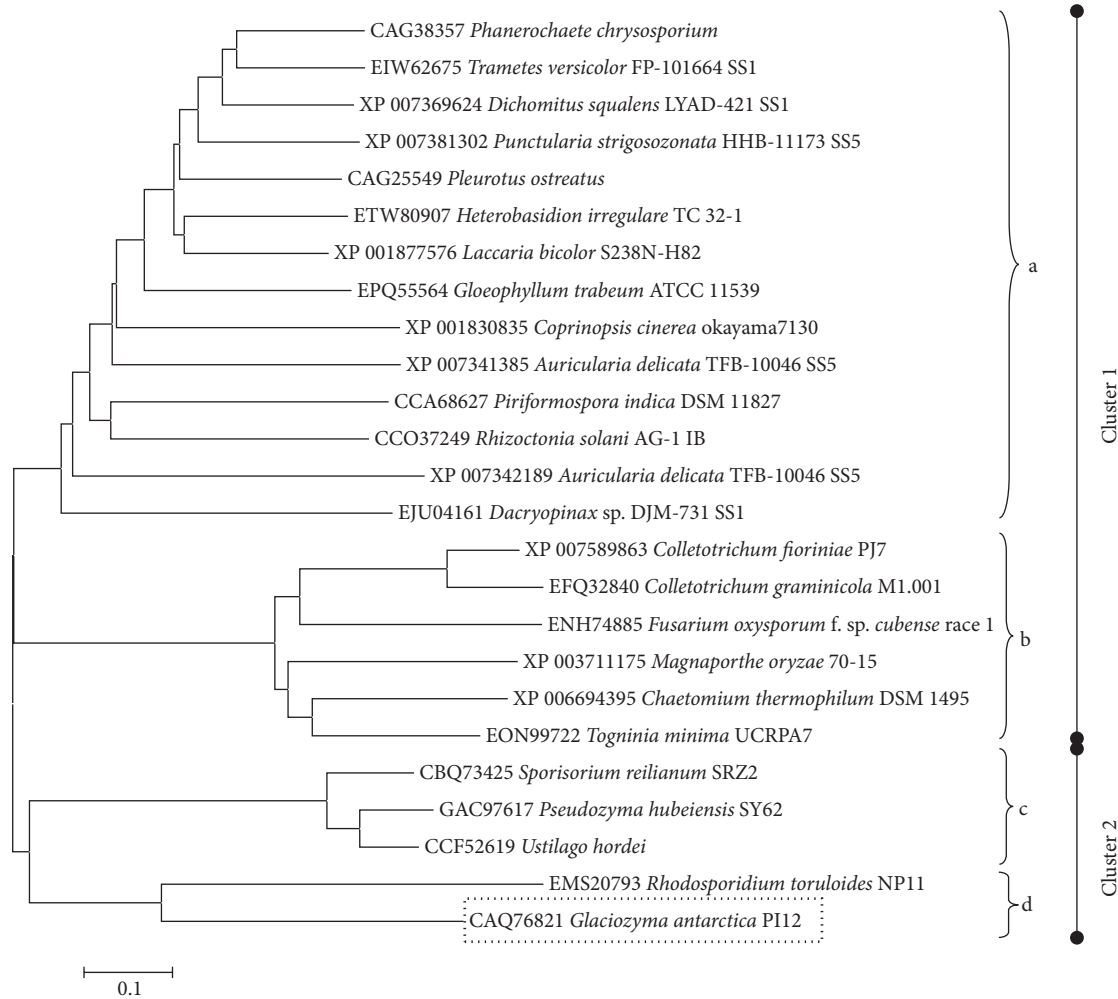 CAG38357 Phanerochaete chrysosporium
EIW62675 Trametes versicolor FP-101664 SS1
XP 007369624 Dichomitus squalens LYAD-421 SS1
XP 007381302 Punctularia strigosozonata HHB-11173 SS5
CAG25549 Pleurotus ostreatus
ETW80907 Heterobasidion irregulare TC 32-1
XP 001877576 Laccaria bicolor S238N-H82
a
EPQ55564 Gloeophyllum trabeum ATCC 11539
XP 001830835 Coprinopsis cinerea okayama7130
XP 007341385 Auricularia delicata TFB-10046 SS5
CCA68627 Piriformospora indica DSM 11827
Cluster 1
CCO37249 Rhizoctonia solani AG-1 IB
XP 007342189 Auricularia delicata TFB-10046 SS5
EJU04161 Dacryopinax sp. DJM-731 SS1
XP 007589863 Colletotrichum fioriniae PJ7
EFQ32840 Colletotrichum graminicola M1.001
ENH74885 Fusarium oxysporum f. sp. cubense race 1
b
XP 003711175 Magnaporthe oryzae 70-15
XP 006694395 Chaetomium thermophilum DSM 1495
EON99722 Togninia minima UCRPA7
CBQ73425 Sporisorium reilianum SRZ2
GAC97617 Pseudozyma hubeiensis SY62
c
CCF52619 Ustilago hordei
Cluster 2
EMS20793 Rhodosporidium toruloides NP11
d
CAQ76821 Glaciozyma antarctica PI12
0.1